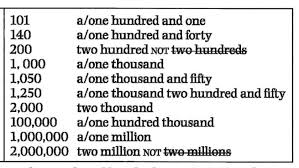 101 a/one hundred and one
140 a/one hundred and forty
200 two hundred NOT two hundreds
1, 000 a/one thousand
1,050 a/one thousand and fifty
1,250 a/one thousand two hundred and fifty
2,000 two thousand
100,000 a/one hundred thousand
1,000,000 a/one million
2,000,000 two million NOT two millions